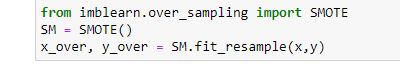 from imblearn.over_sampling import SMOTE
SM = SMOTE()
x_over, y_over = SM.fit_resample(x,y)